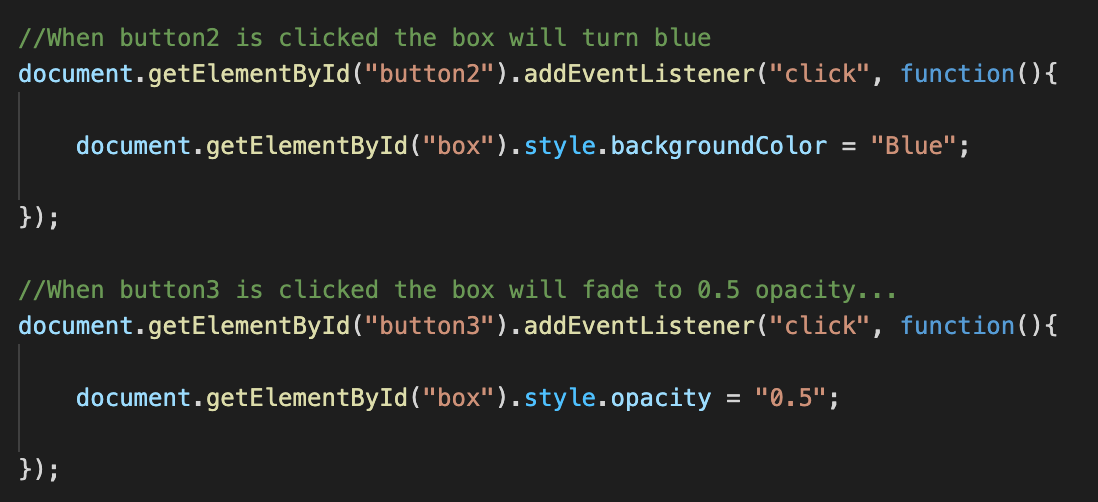 //When button2 is clicked the box will turn blue
document.getElementById("button2").addEventListener("click", function(){
    document.getElementById("box").style.backgroundColor = "Blue";
});
//When button3 is clicked the box will fade to 0.5 opacity...
document.getElementById("button3").addEventListener("click", function(){
    document.getElementById("box").style.opacity = "0.5";
});